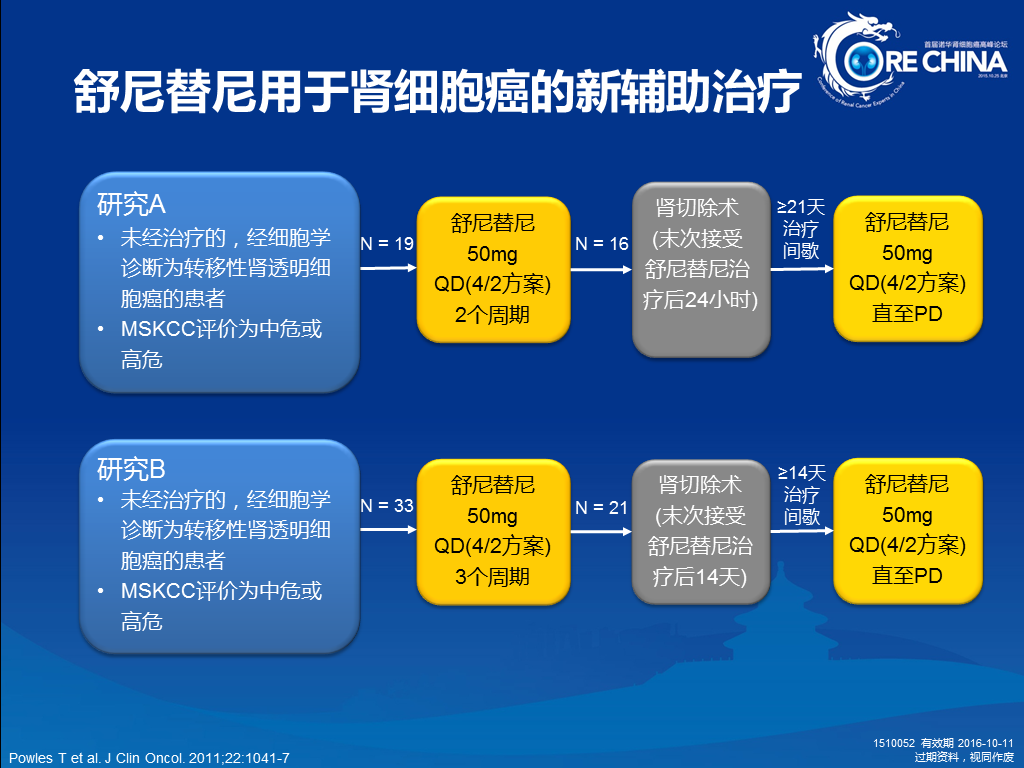 舒尼替尼用于肾细胞癌的新辅助治疗
首届诺华肾细胞癌高峰论坛
CORE CHINA
2015.10.25 北京
Conference of Renal Cancer Experts in China
研究A
• 未经治疗的，经细胞学
诊断为转移性肾透明细
胞癌的患者
• MSKCC评价为中危或
高危
N = 19
舒尼替尼
50mg
QD(4/2方案)
2个周期
N = 16
肾切除术
(末次接受
舒尼替尼治
疗后24小时)
≥21天
治疗
间歇
舒尼替尼
50mg
QD(4/2方案)
直至PD
研究B
• 未经治疗的，经细胞学
诊断为转移性肾透明细
胞癌的患者
• MSKCC评价为中危或
高危
N = 33
舒尼替尼
50mg
QD(4/2方案)
3个周期
N = 21
肾切除术
(末次接受
舒尼替尼治
疗后14天)
≥14天
治疗
间歇
舒尼替尼
50mg
QD(4/2方案)
直至PD
Powles T et al. J Clin Oncol. 2011;22:1041-7
1510052 有效期 2016-10-11
过期资料，视同作废